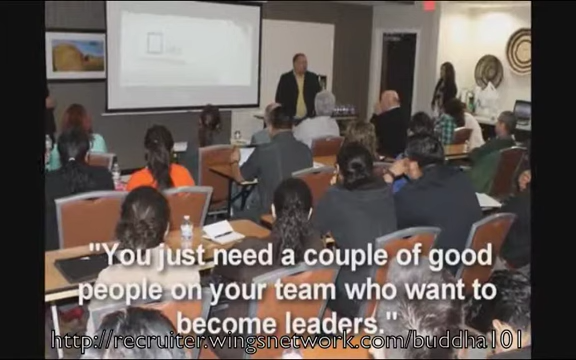 "You just need a couple of good
people on your team who want to
become leaders."
http://recruiter.wingsnetwork.com/buddha101